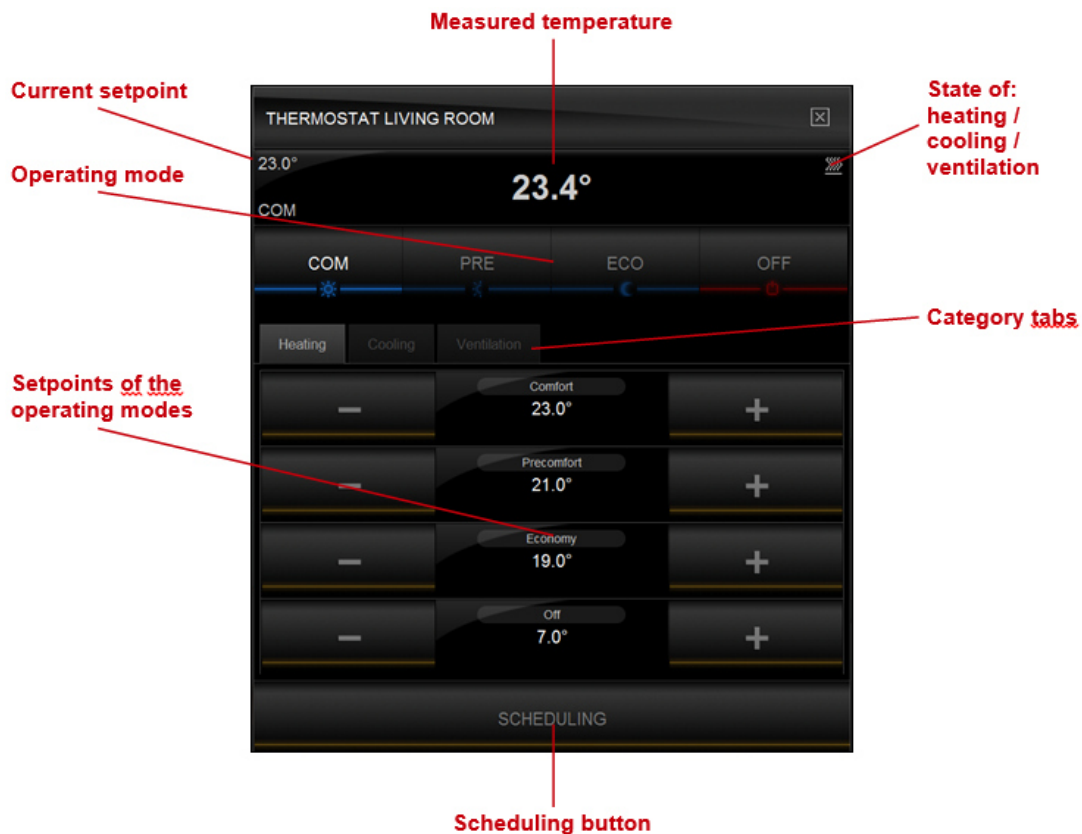 Measured temperature
Current setpoint
State of:
heating /
cooling /
ventilation
THERMOSTAT LIVING ROOM
23.0°
Operating mode
23.4°
COM
COM PRE ECO OFF
Category tabs
Heating Cooling Ventilation
Setpoints of the
operating modes
Comfort
− 23.0° +
Precomfort
− 21.0° +
Economy
− 19.0° +
Off
− 7.0° +
SCHEDULING
Scheduling button